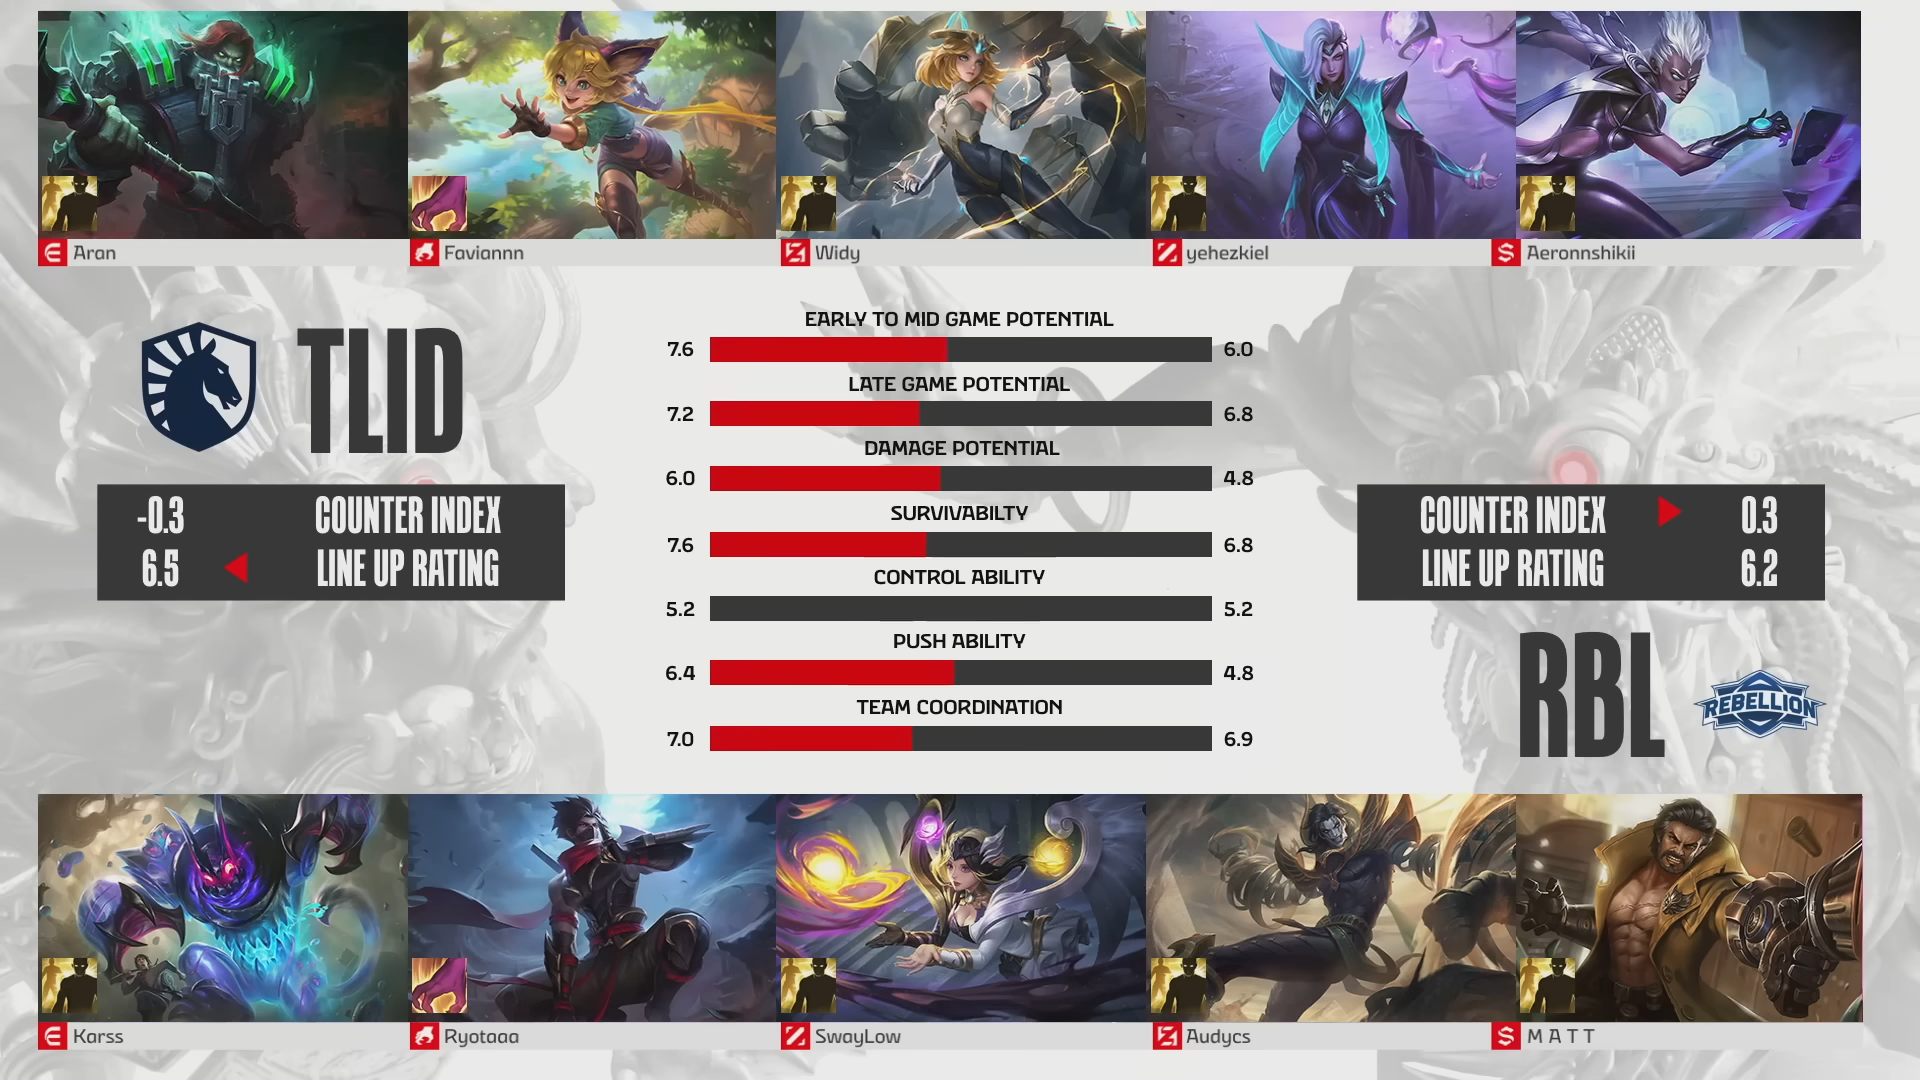 Aran
Faviannn
Widy
yehezkiel
Aeronnshikii
TLID
-0.3 COUNTER INDEX
6.5 LINE UP RATING
EARLY TO MID GAME POTENTIAL
7.6 6.0
LATE GAME POTENTIAL
7.2 6.8
DAMAGE POTENTIAL
6.0 4.8
SURVIVABILTY
7.6 6.8
CONTROL ABILITY
5.2 5.2
PUSH ABILITY
6.4 4.8
TEAM COORDINATION
7.0 6.9
COUNTER INDEX 0.3
LINE UP RATING 6.2
RBL
REBELLION
Karss
Ryotaaa
SwayLow
Audycs
M A T T